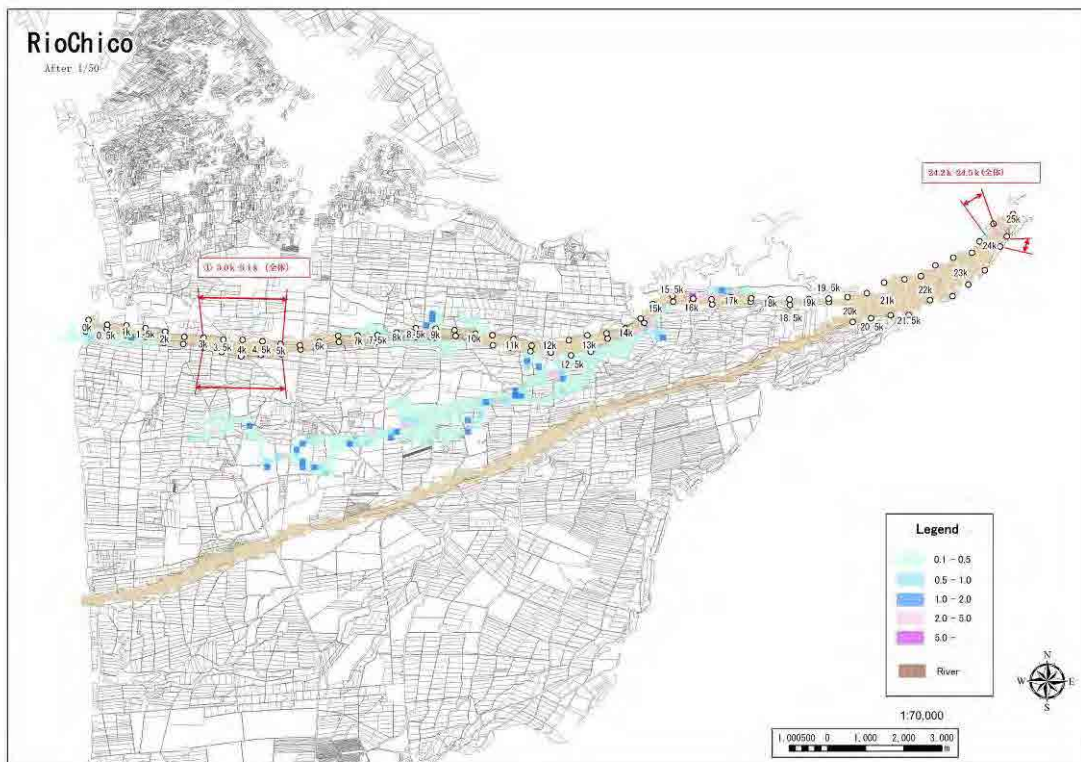 RioChico
After 1/50
24.2k-24.5k(全体)
① 3.0k-5.1k (全体)
25k
24k
23k
22k
21k
20k
20.5k
21.5k
19.5k
19k
18.5k
18k
17k
16k
15.5k
15k
14k
13k
12.5k
12k
11k
10k
9k
8.5k
8k
7.5k
7k
6k
5k
4.5k
4k
3.5k
3k
2k
1.5k
1k
0.5k
0k
Legend
0.1 - 0.5
0.5 - 1.0
1.0 - 2.0
2.0 - 5.0
5.0 -
River
N
W E
S
1:70,000
1,000 500 0 1,000 2,000 3,000